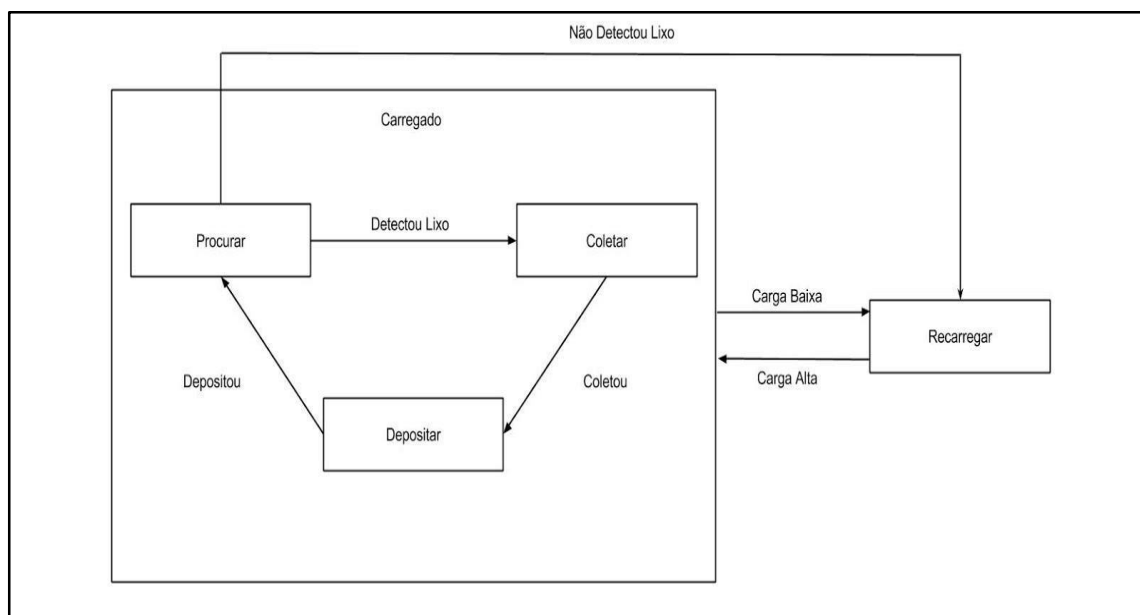 Não Detectou Lixo
Carregado
Procurar
Detectou Lixo
Coletar
Carga Baixa
Recarregar
Carga Alta
Depositou
Coletou
Depositar